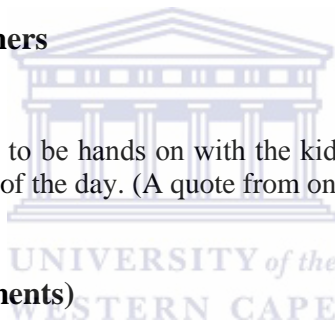 ners
to be hands on with the kid
of the day. (A quote from on
UNIVERSITY of the
nents)
WESTERN CAPE